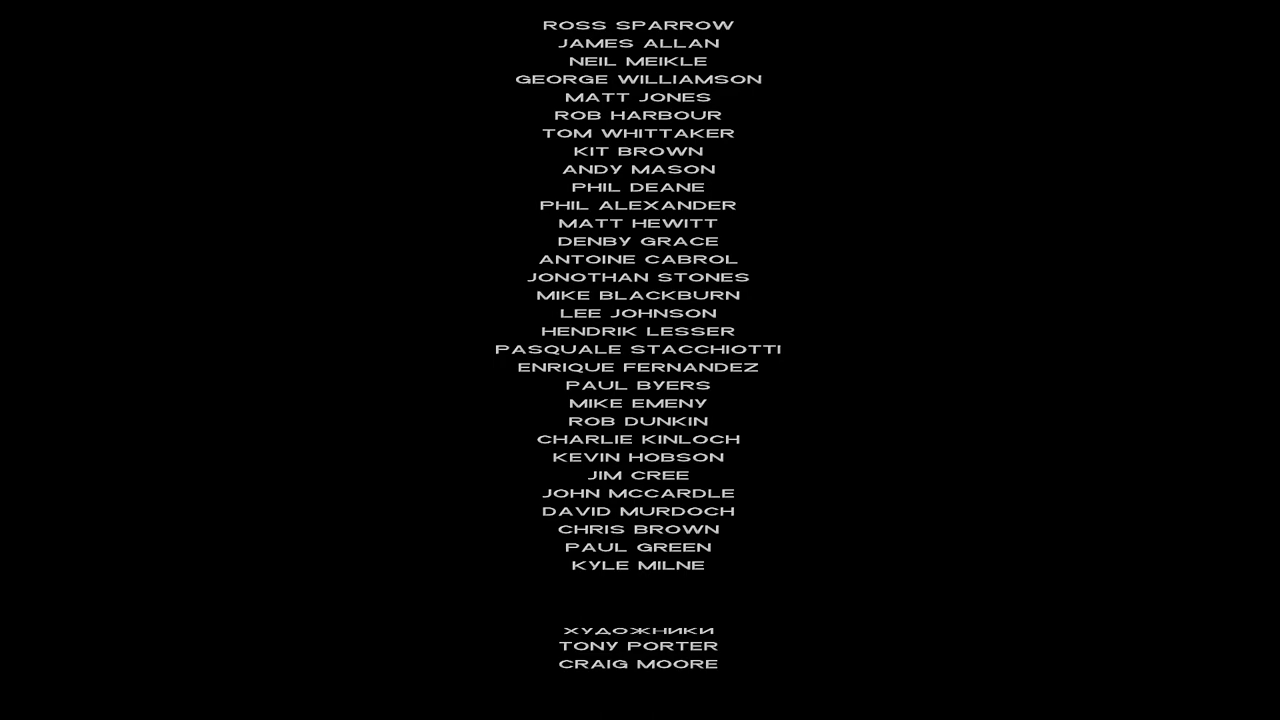 ROSS SPARROW
JAMES ALLAN
NEIL MEIKLE
GEORGE WILLIAMSON
MATT JONES
ROB HARBOUR
TOM WHITTAKER
KIT BROWN
ANDY MASON
PHIL DEANE
PHIL ALEXANDER
MATT HEWITT
DENBY GRACE
ANTOINE CABROL
JONOTHAN STONES
MIKE BLACKBURN
LEE JOHNSON
HENDRIK LESSER
PASQUALE STACCHIOTTI
ENRIQUE FERNANDEZ
PAUL BYERS
MIKE EMENY
ROB DUNKIN
CHARLIE KINLOCH
KEVIN HOBSON
JIM CREE
JOHN MCCARDLE
DAVID MURDOCH
CHRIS BROWN
PAUL GREEN
KYLE MILNE
ХУДОЖНИКИ
TONY PORTER
CRAIG MOORE